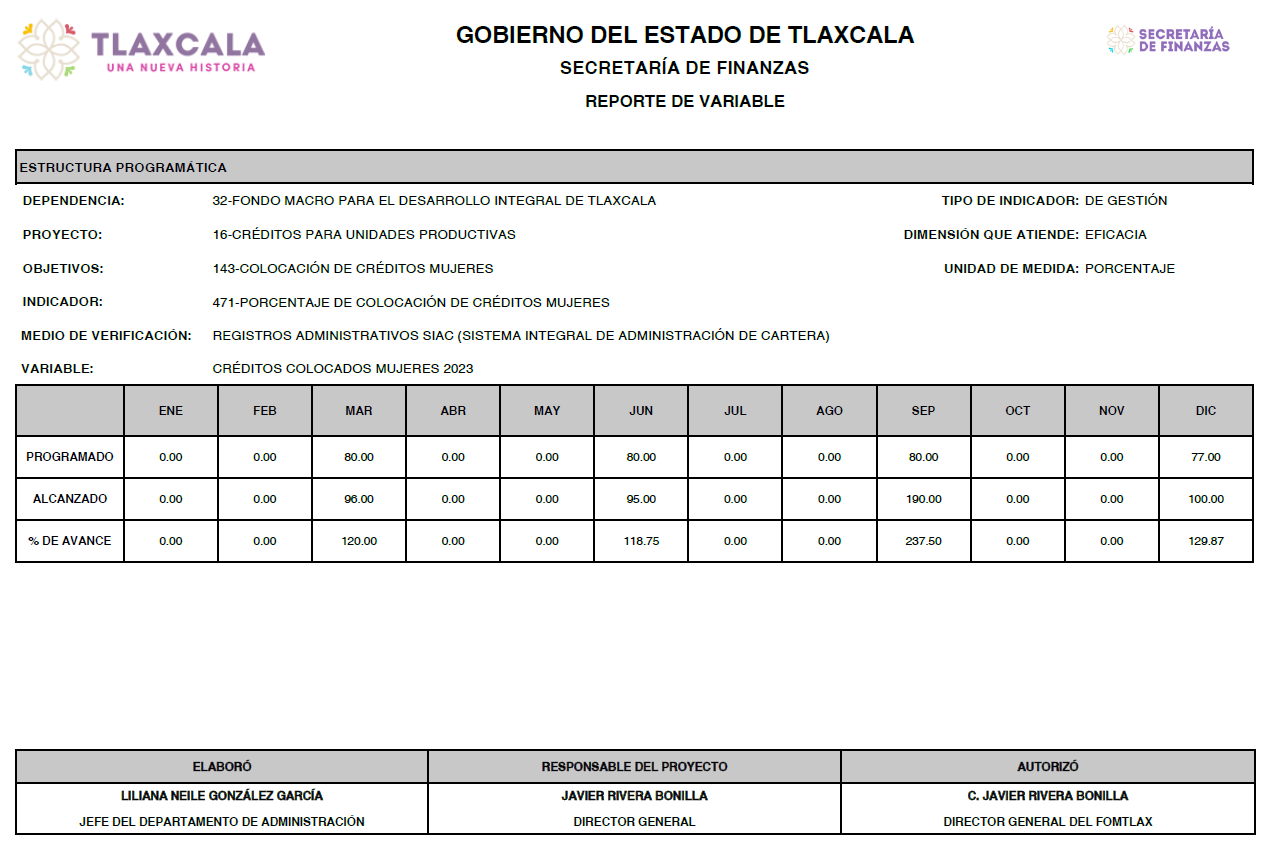 TLAXCALA
UNA NUEVA HISTORIA
GOBIERNO DEL ESTADO DE TLAXCALA
SECRETARÍA DE FINANZAS
REPORTE DE VARIABLE
SECRETARÍA
DE FINANZAS
ESTRUCTURA PROGRAMÁTICA
DEPENDENCIA: 32-FONDO MACRO PARA EL DESARROLLO INTEGRAL DE TLAXCALA TIPO DE INDICADOR: DE GESTIÓN
PROYECTO: 16-CRÉDITOS PARA UNIDADES PRODUCTIVAS DIMENSIÓN QUE ATIENDE: EFICACIA
OBJETIVOS: 143-COLOCACIÓN DE CRÉDITOS MUJERES UNIDAD DE MEDIDA: PORCENTAJE
INDICADOR: 471-PORCENTAJE DE COLOCACIÓN DE CRÉDITOS MUJERES
MEDIO DE VERIFICACIÓN: REGISTROS ADMINISTRATIVOS SIAC (SISTEMA INTEGRAL DE ADMINISTRACIÓN DE CARTERA)
VARIABLE: CRÉDITOS COLOCADOS MUJERES 2023
ENE FEB MAR ABR MAY JUN JUL AGO SEP OCT NOV DIC
PROGRAMADO 0.00 0.00 80.00 0.00 0.00 80.00 0.00 0.00 80.00 0.00 0.00 77.00
ALCANZADO 0.00 0.00 96.00 0.00 0.00 95.00 0.00 0.00 190.00 0.00 0.00 100.00
% DE AVANCE 0.00 0.00 120.00 0.00 0.00 118.75 0.00 0.00 237.50 0.00 0.00 129.87
ELABORÓ RESPONSABLE DEL PROYECTO AUTORIZÓ
LILIANA NEILE GONZÁLEZ GARCÍA JAVIER RIVERA BONILLA C. JAVIER RIVERA BONILLA
JEFE DEL DEPARTAMENTO DE ADMINISTRACIÓN DIRECTOR GENERAL DIRECTOR GENERAL DEL FOMTLAX